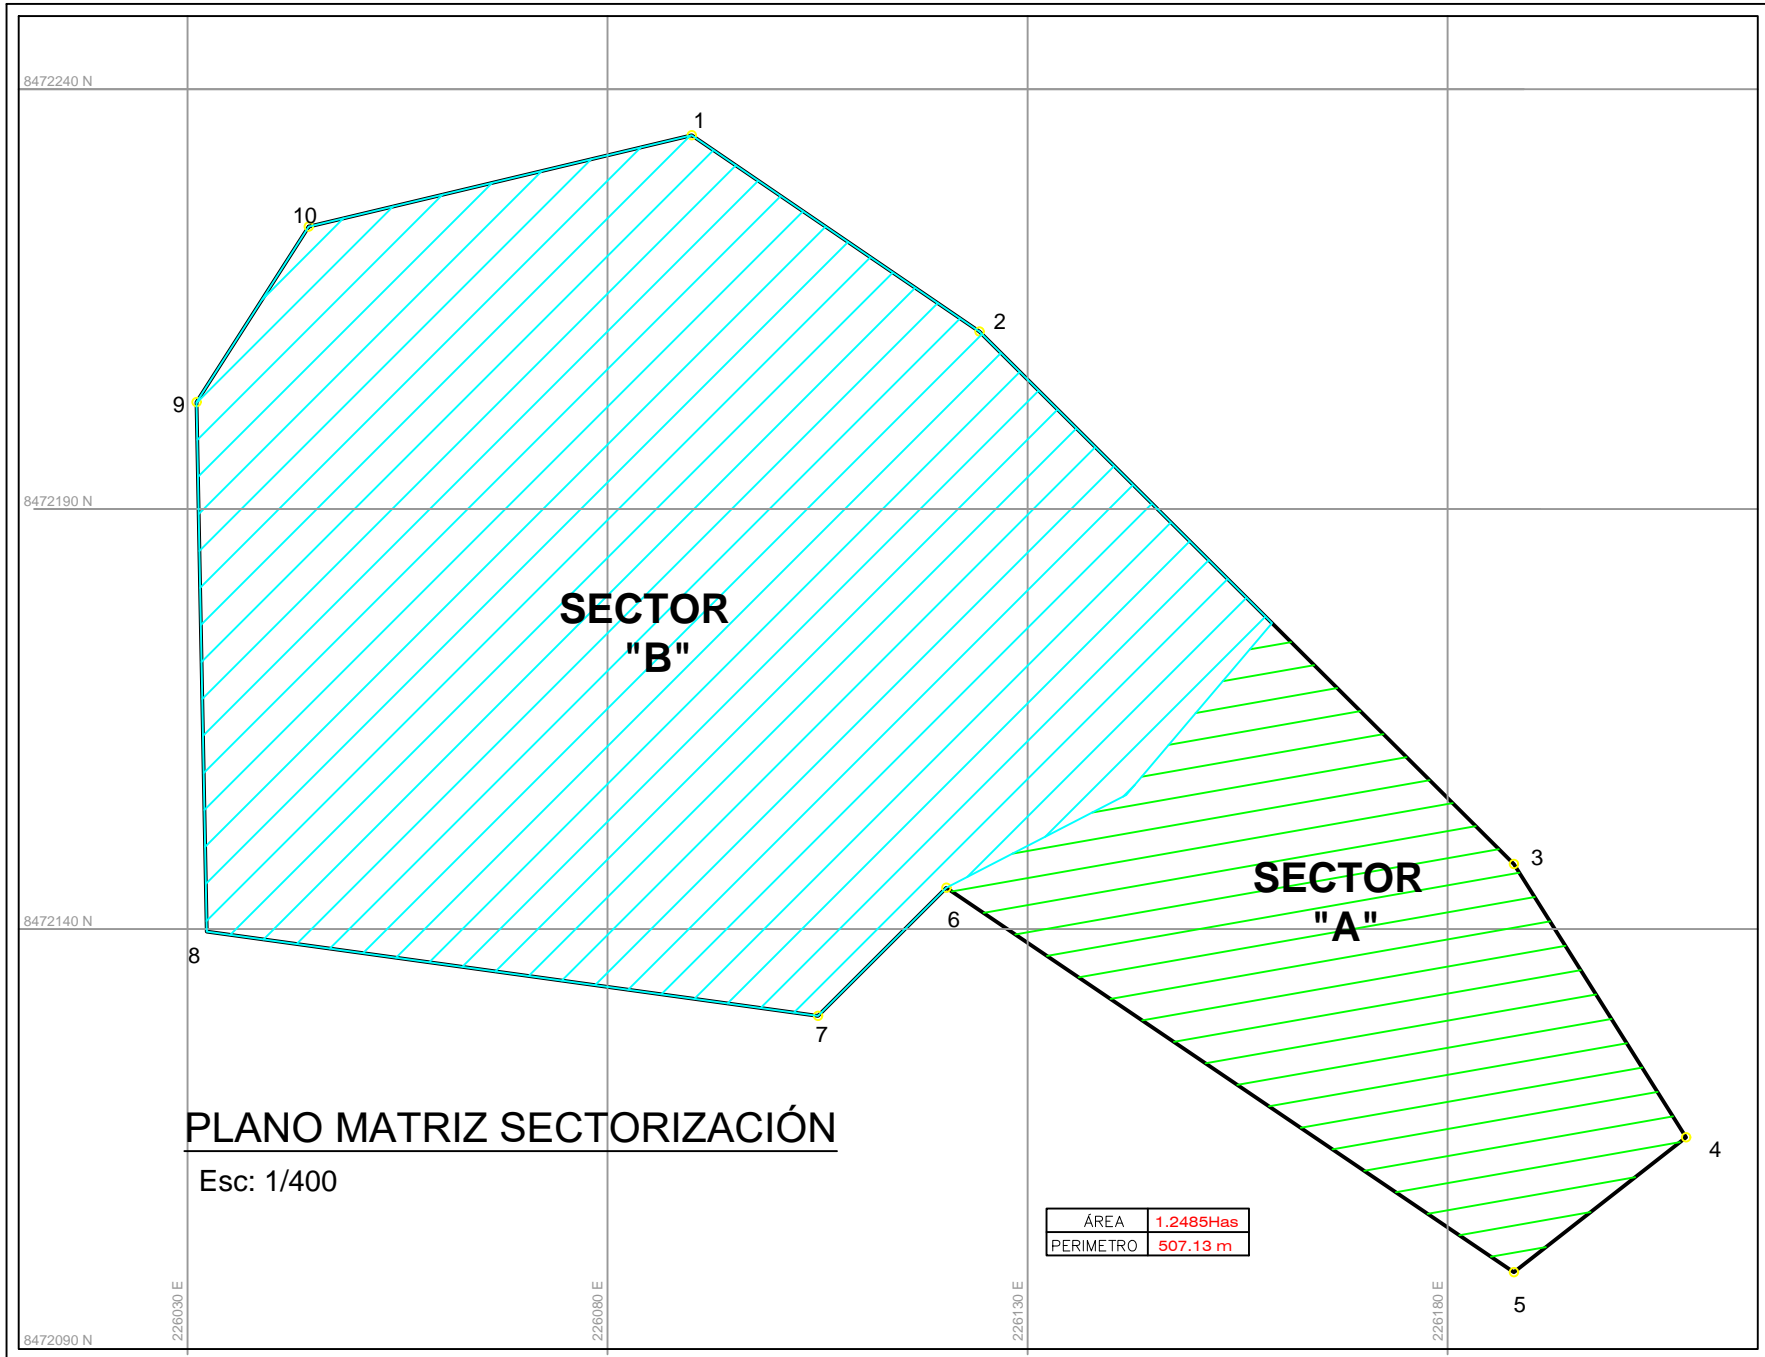 8472240 N
1
10
2
9
8472190 N
SECTOR
"B"
3
SECTOR
"A"
6
8472140 N
8
7
PLANO MATRIZ SECTORIZACIÓN
4
Esc: 1/400
ÁREA 1.2485Has
PERIMETRO 507.13 m
5
226030 E
226080 E
226130 E
226180 E
8472090 N